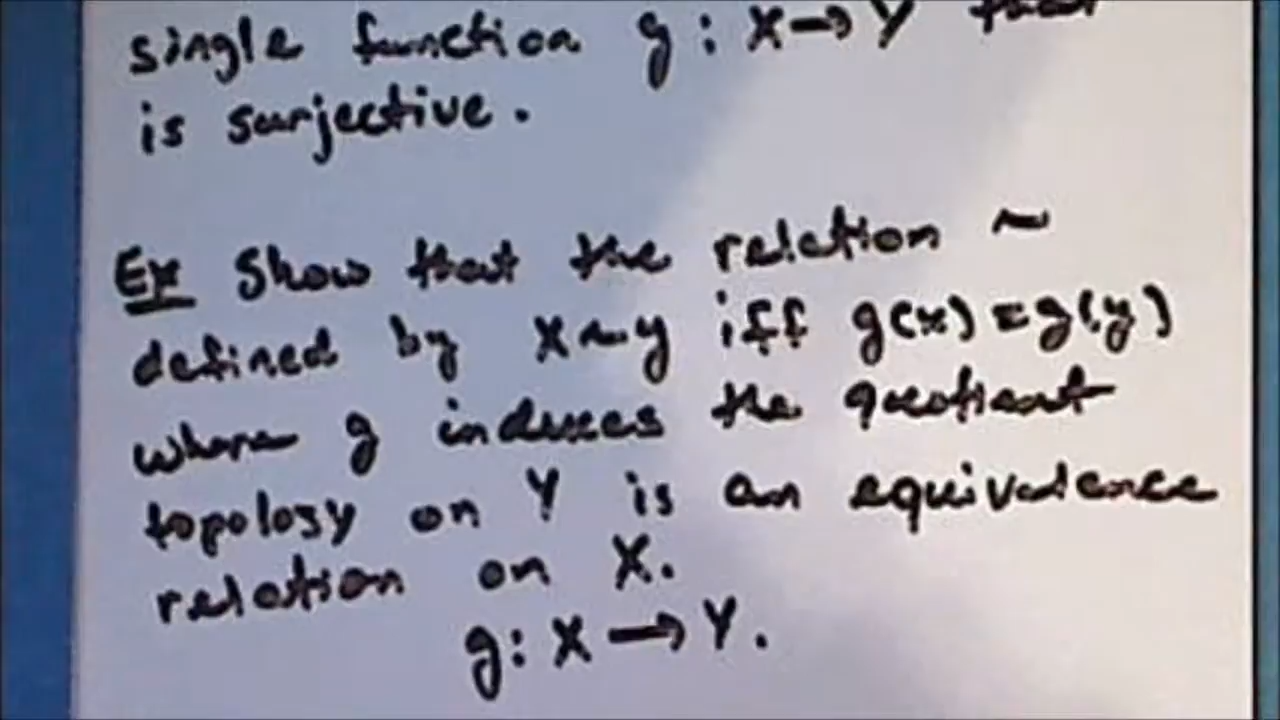 single function g : X → Y that
is surjective.
Ex Show that the relation ~
defined by x ~ y iff g(x) = g(y)
where g induces the quotient
topology on Y is an equivalence
relation on X.
g : X → Y.